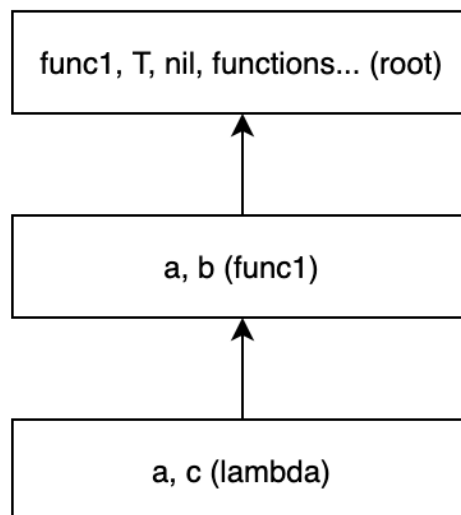 func1, T, nil, functions... (root)
a, b (func1)
a, c (lambda)